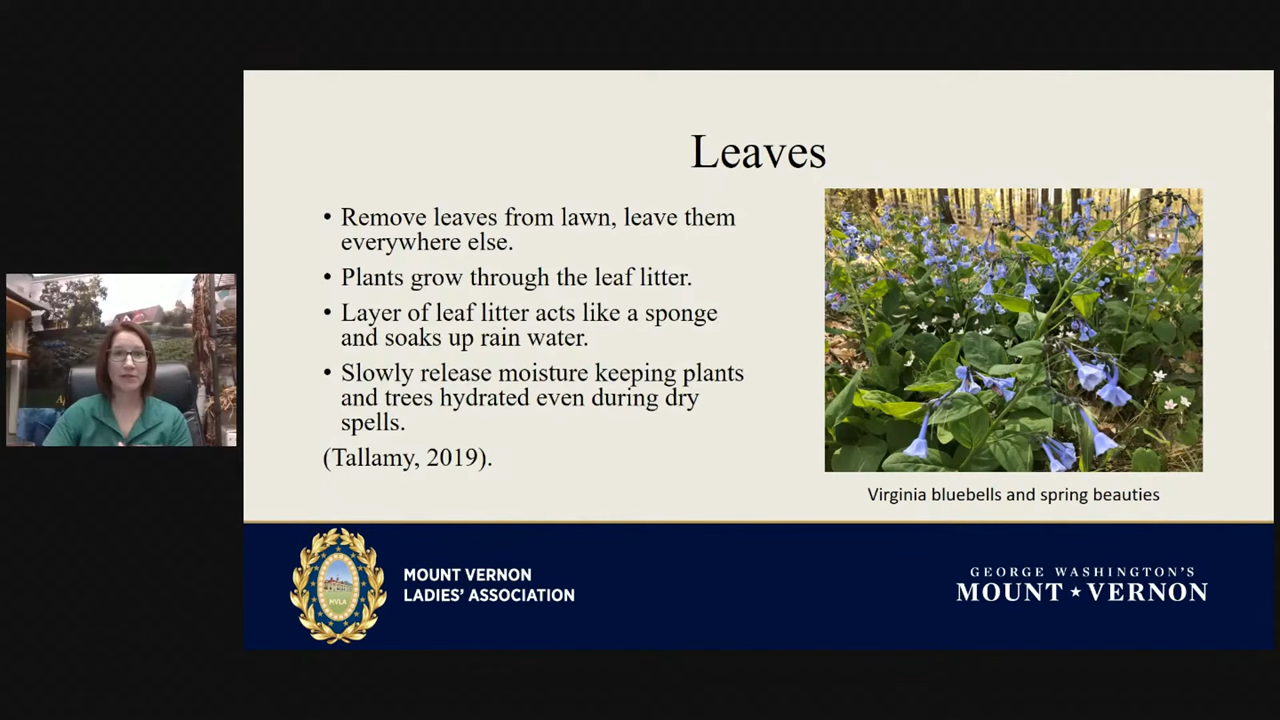 Leaves
• Remove leaves from lawn, leave them
everywhere else.
• Plants grow through the leaf litter.
• Layer of leaf litter acts like a sponge
and soaks up rain water.
• Slowly release moisture keeping plants
and trees hydrated even during dry
spells.
(Tallamy, 2019).
Virginia bluebells and spring beauties
MVLA
MOUNT VERNON
LADIES' ASSOCIATION
GEORGE WASHINGTON'S
MOUNT ★ VERNON